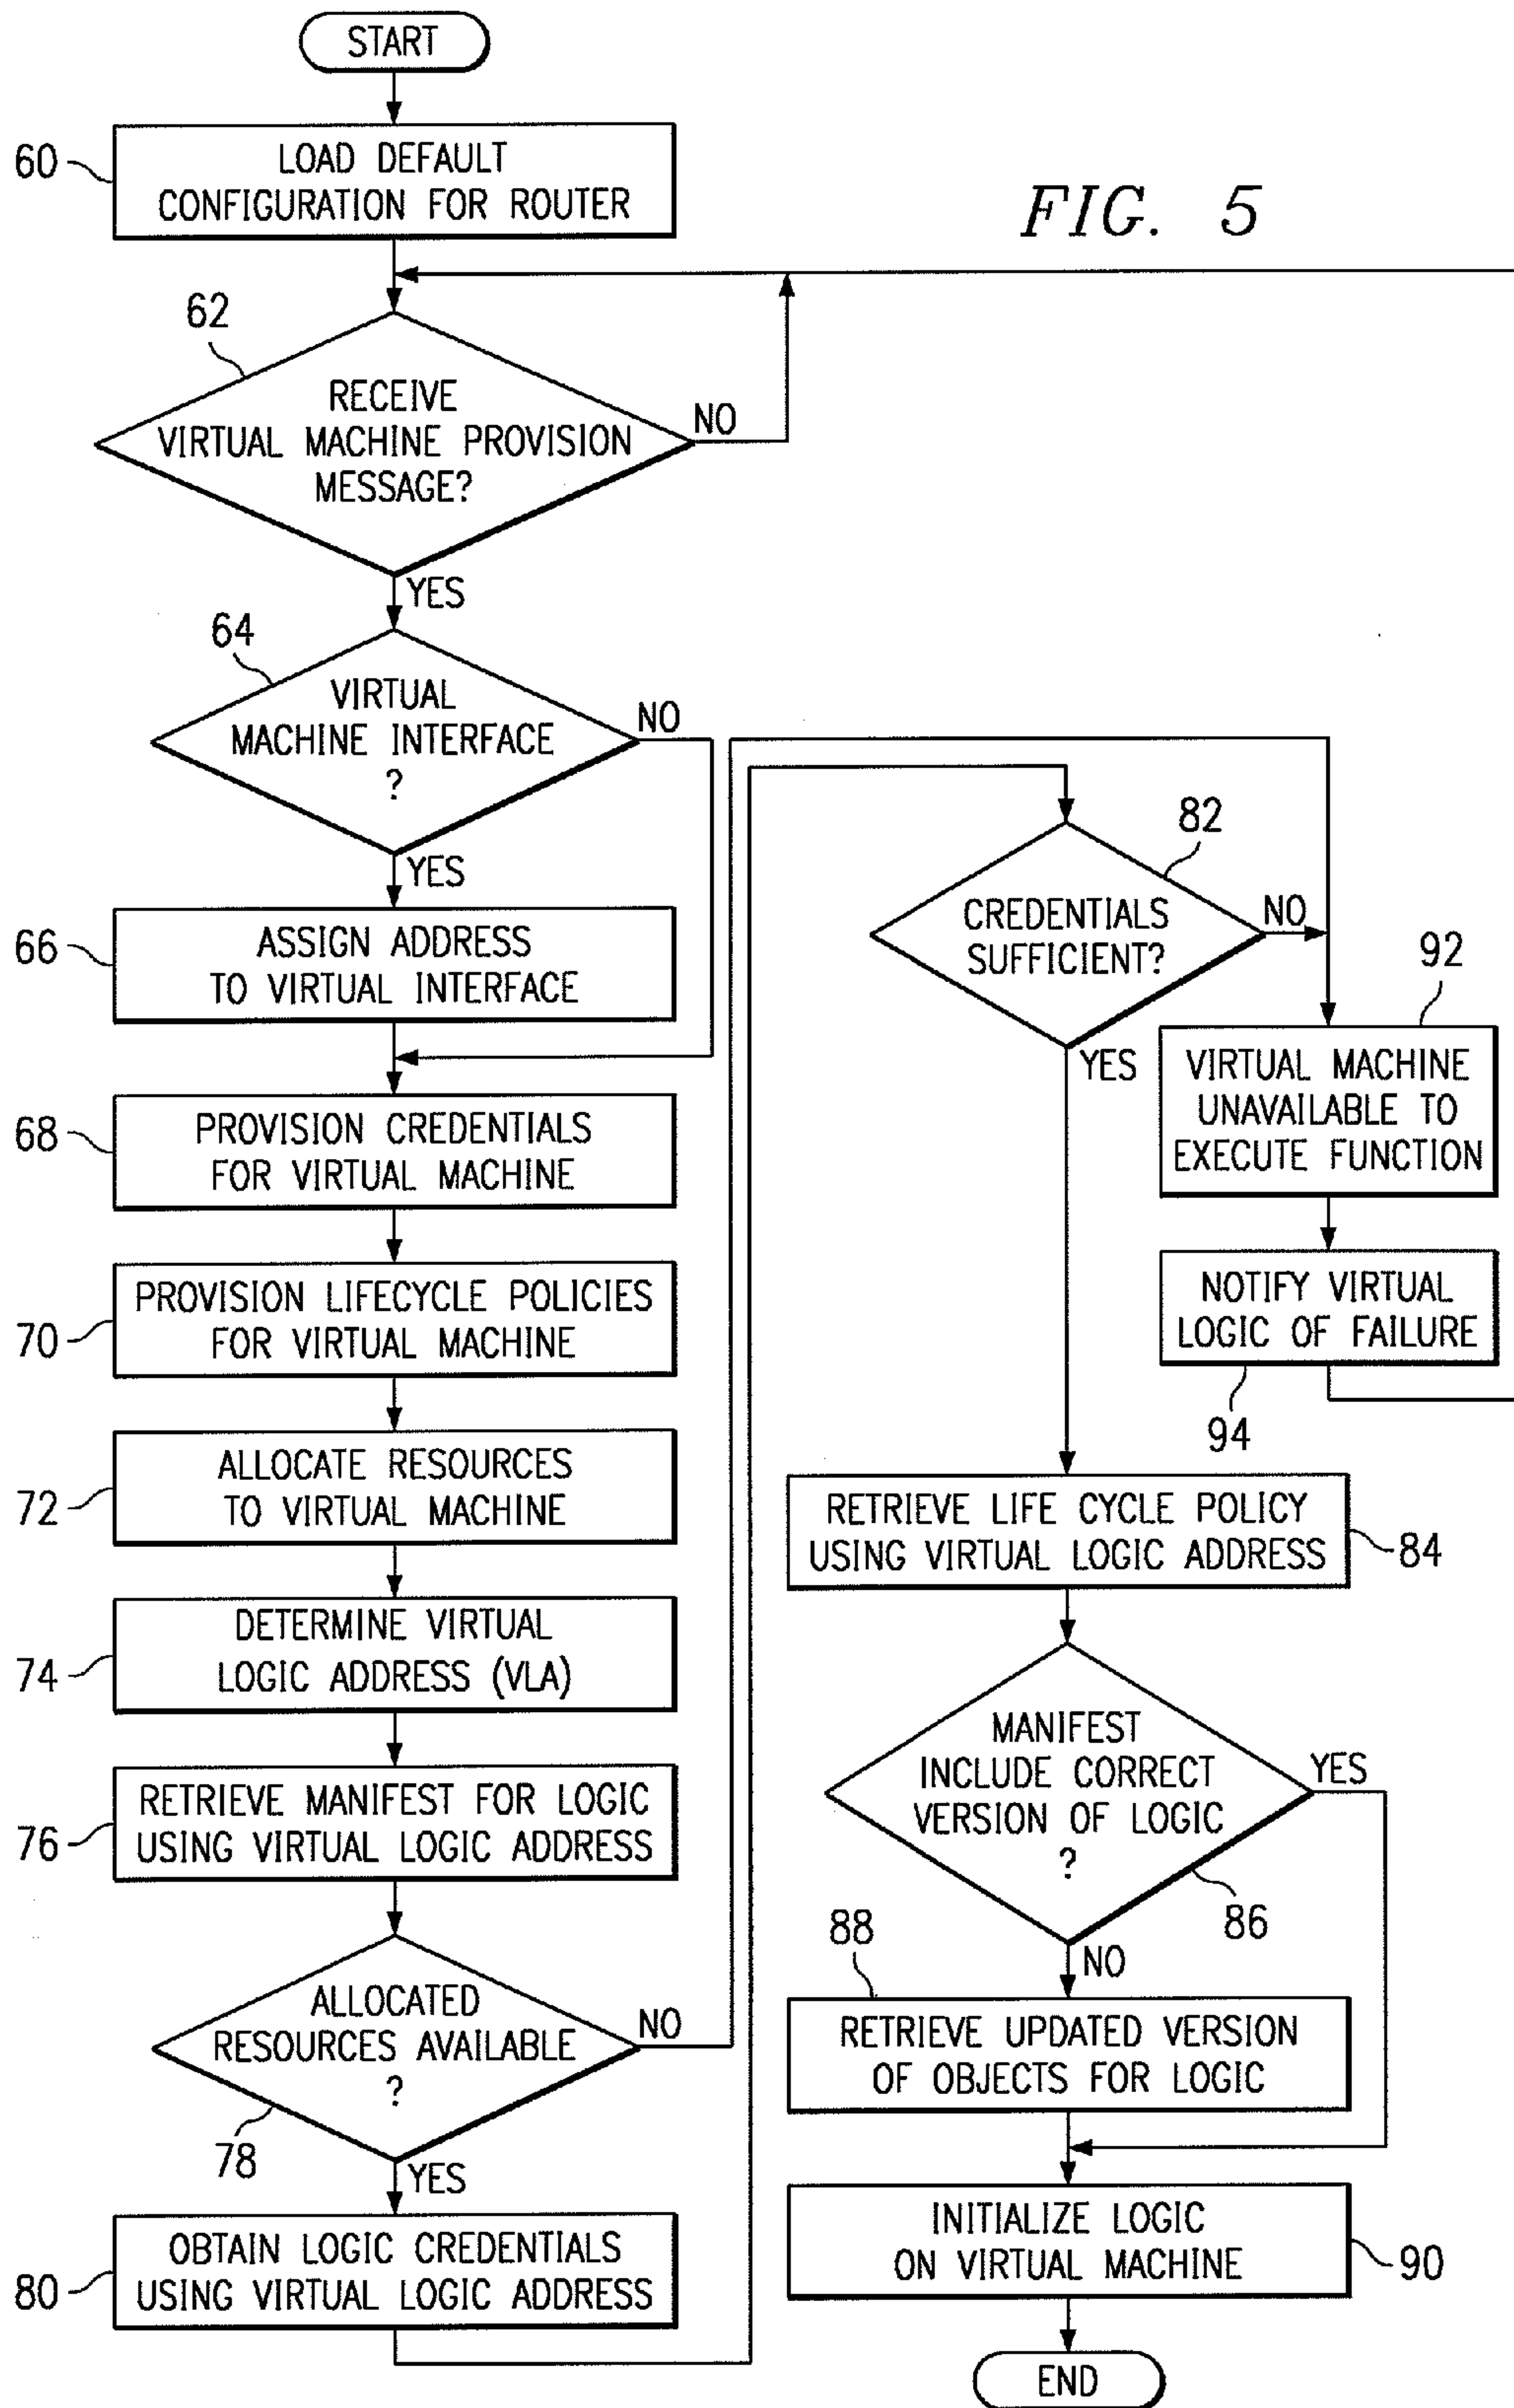 START
60
LOAD DEFAULT
CONFIGURATION FOR ROUTER
FIG. 5
62
RECEIVE
VIRTUAL MACHINE PROVISION
MESSAGE?
NO
YES
64
VIRTUAL
MACHINE INTERFACE
?
NO
YES
66
ASSIGN ADDRESS
TO VIRTUAL INTERFACE
68
PROVISION CREDENTIALS
FOR VIRTUAL MACHINE
70
PROVISION LIFECYCLE POLICIES
FOR VIRTUAL MACHINE
72
ALLOCATE RESOURCES
TO VIRTUAL MACHINE
74
DETERMINE VIRTUAL
LOGIC ADDRESS (VLA)
76
RETRIEVE MANIFEST FOR LOGIC
USING VIRTUAL LOGIC ADDRESS
ALLOCATED
RESOURCES AVAILABLE
?
NO
78
YES
80
OBTAIN LOGIC CREDENTIALS
USING VIRTUAL LOGIC ADDRESS
82
CREDENTIALS
SUFFICIENT?
NO
YES
92
VIRTUAL MACHINE
UNAVAILABLE TO
EXECUTE FUNCTION
NOTIFY VIRTUAL
LOGIC OF FAILURE
94
RETRIEVE LIFE CYCLE POLICY
USING VIRTUAL LOGIC ADDRESS
84
MANIFEST
INCLUDE CORRECT
VERSION OF LOGIC
?
YES
86
NO
88
RETRIEVE UPDATED VERSION
OF OBJECTS FOR LOGIC
INITIALIZE LOGIC
ON VIRTUAL MACHINE
90
END